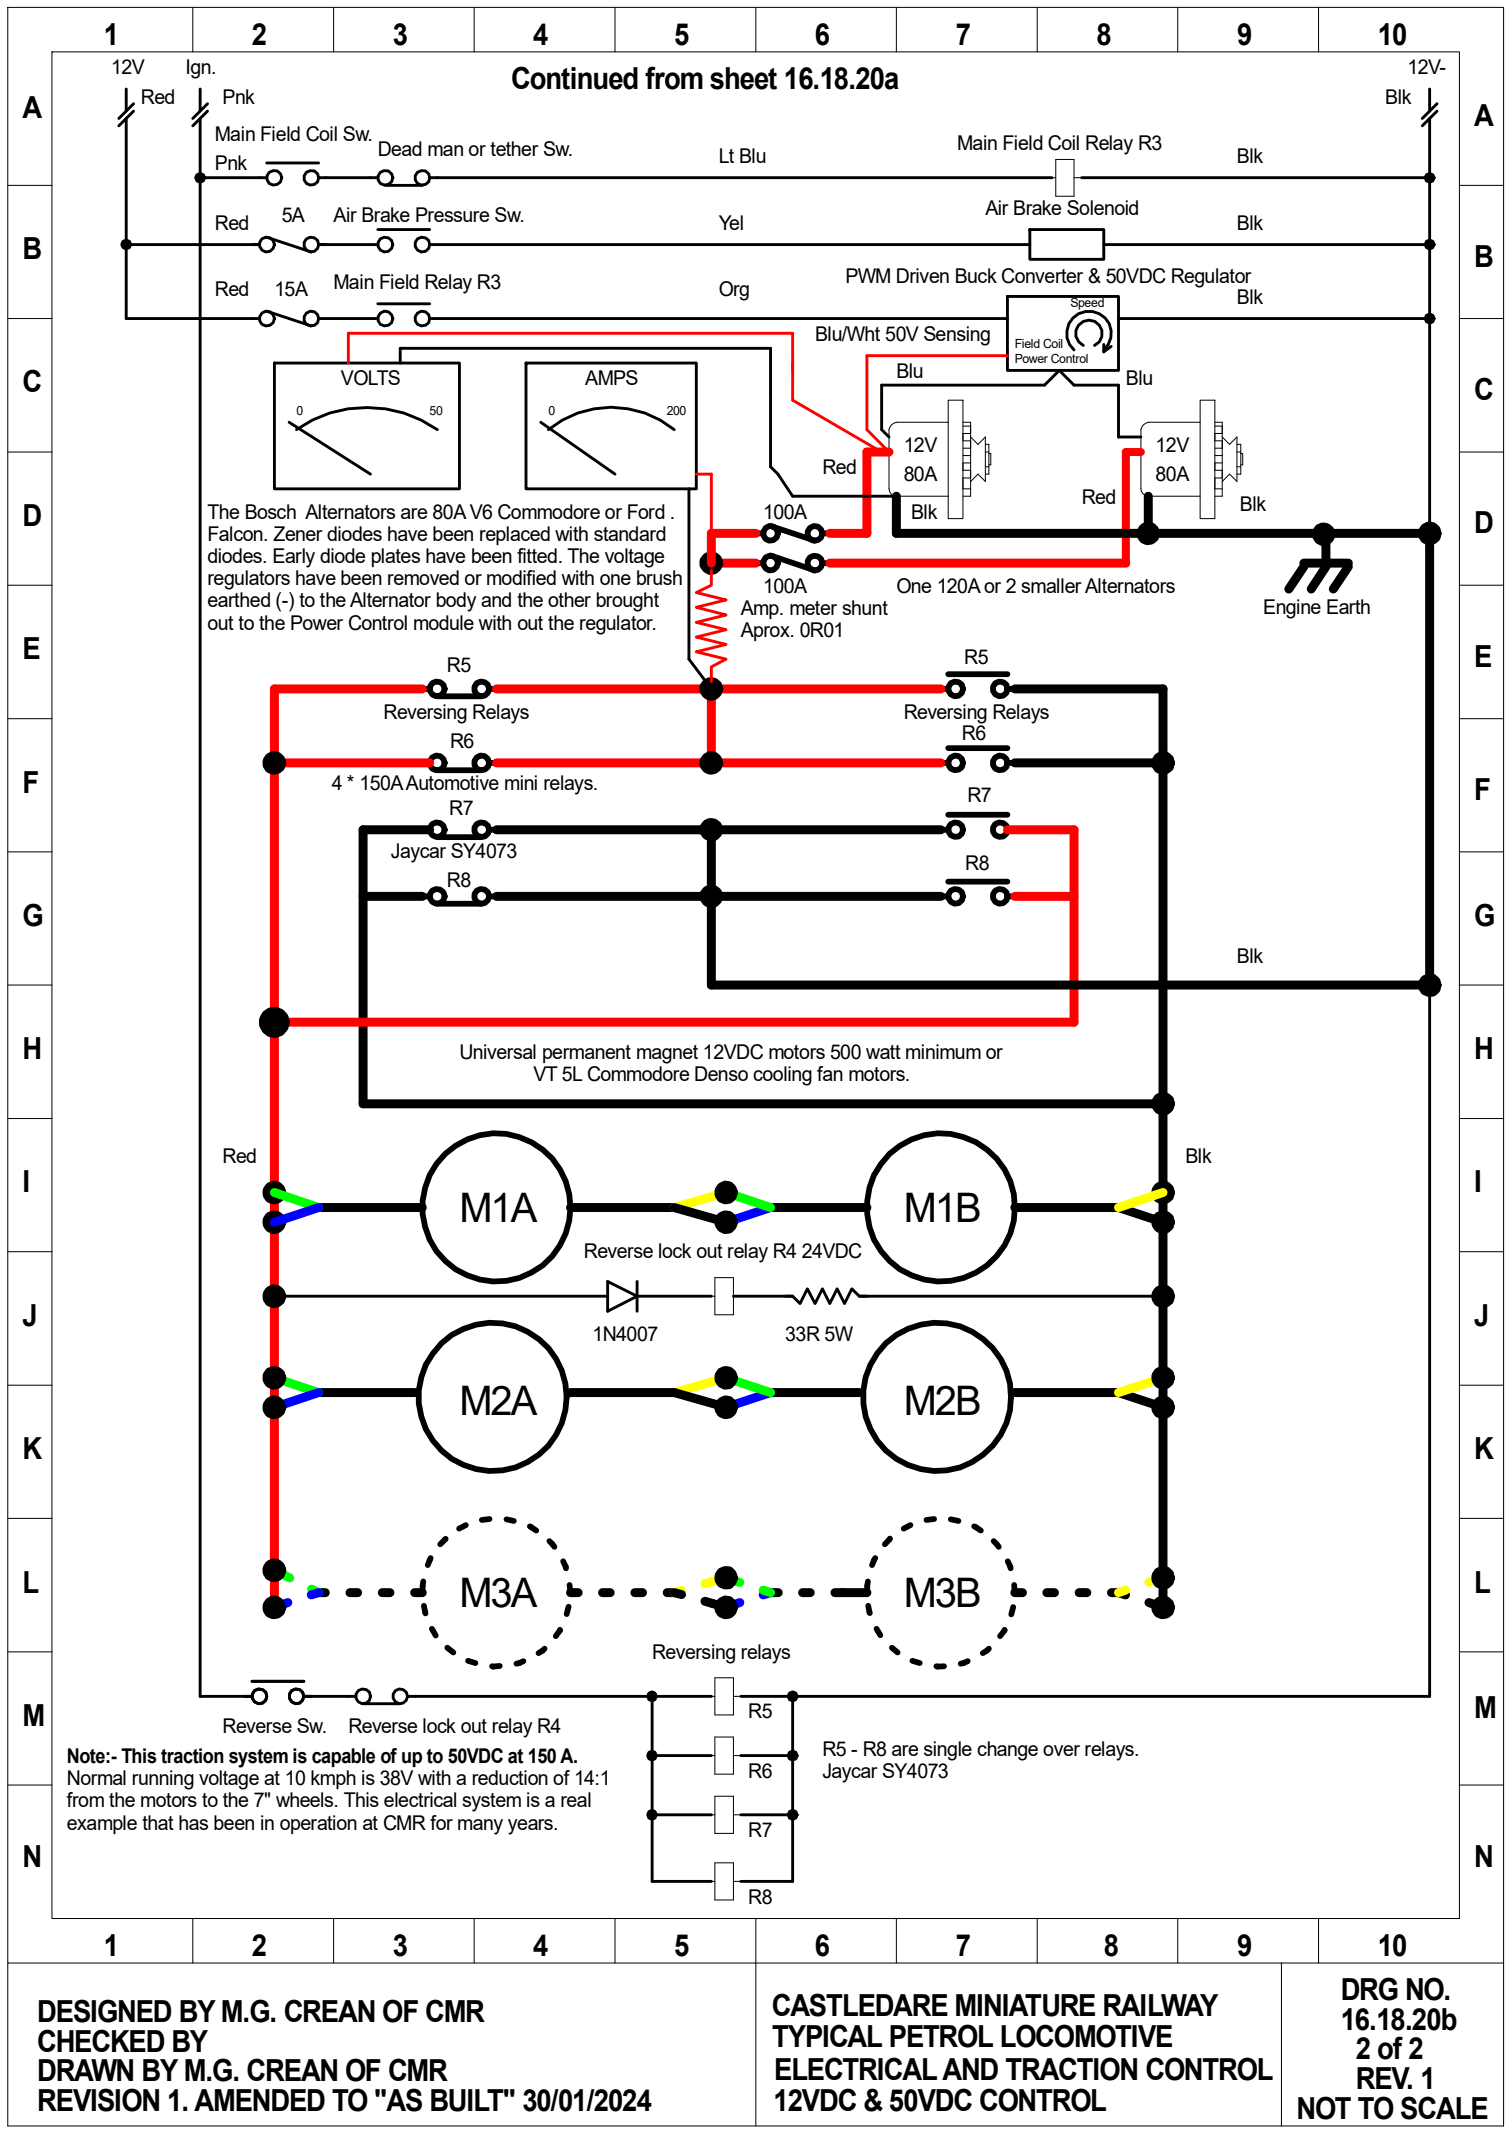 1 2 3 4 5 6 7 8 9 10
12V Ign. Continued from sheet 16.18.20a 12V-
A Red Pnk Blk A
Main Field Coil Sw.
Dead man or tether Sw. Main Field Coil Relay R3
Pnk Lt Blu Blk
5A Air Brake Pressure Sw. Air Brake Solenoid
B Red Yel Blk B
Main Field Relay R3 PWM Driven Buck Converter & 50VDC Regulator
Red 15A Org Blk
Speed
Blu/Wht 50V Sensing
Field Coil
Power Control
C VOLTS AMPS Blu Blu C
0 50 0 200
12V 12V
80A 80A
Red Red
Blk Blk
D 100A D
The Bosch Alternators are 80A V6 Commodore or Ford .
Falcon. Zener diodes have been replaced with standard
diodes. Early diode plates have been fitted. The voltage
regulators have been removed or modified with one brush
earthed (-) to the Alternator body and the other brought
out to the Power Control module with out the regulator.
100A One 120A or 2 smaller Alternators
Amp. meter shunt
Aprox. 0R01
Engine Earth
E E
R5 R5
Reversing Relays Reversing Relays
R6 R6
F 4 * 150A Automotive mini relays. F
R7 R7
Jaycar SY4073
R8 R8
G G
Blk
H H
Universal permanent magnet 12VDC motors 500 watt minimum or
VT 5L Commodore Denso cooling fan motors.
Red Blk
I M1A M1B I
Reverse lock out relay R4 24VDC
J J
1N4007 33R 5W
M2A M2B
K K
L M3A M3B L
Reversing relays
M R5 M
Reverse Sw. Reverse lock out relay R4
Note:- This traction system is capable of up to 50VDC at 150 A.
Normal running voltage at 10 kmph is 38V with a reduction of 14:1
from the motors to the 7" wheels. This electrical system is a real
example that has been in operation at CMR for many years.
R6
R5 - R8 are single change over relays.
Jaycar SY4073
R7
N N
R8
1 2 3 4 5 6 7 8 9 10
DESIGNED BY M.G. CREAN OF CMR
CHECKED BY
DRAWN BY M.G. CREAN OF CMR
REVISION 1. AMENDED TO "AS BUILT" 30/01/2024
CASTLEDARE MINIATURE RAILWAY
TYPICAL PETROL LOCOMOTIVE
ELECTRICAL AND TRACTION CONTROL
12VDC & 50VDC CONTROL
DRG NO.
16.18.20b
2 of 2
REV. 1
NOT TO SCALE